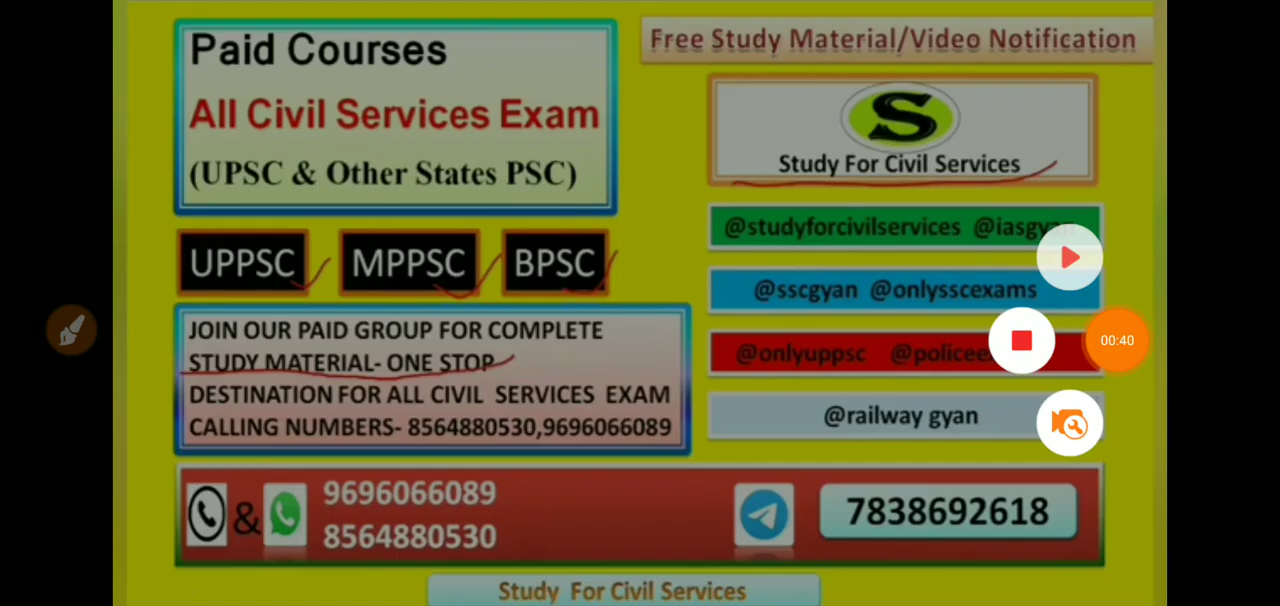 Paid Courses
All Civil Services Exam
(UPSC & Other States PSC)
UPPSC MPPSC BPSC
JOIN OUR PAID GROUP FOR COMPLETE
STUDY MATERIAL- ONE STOP
DESTINATION FOR ALL CIVIL SERVICES EXAM
CALLING NUMBERS- 8564880530,9696066089
Free Study Material/Video Notification
S
Study For Civil Services
@studyforcivilservices @iasgyan
@sscgyan @onlysscexams
@onlyuppsc
@railway gyan
00:40
& 9696066089
8564880530
7838692618
Study For Civil Services